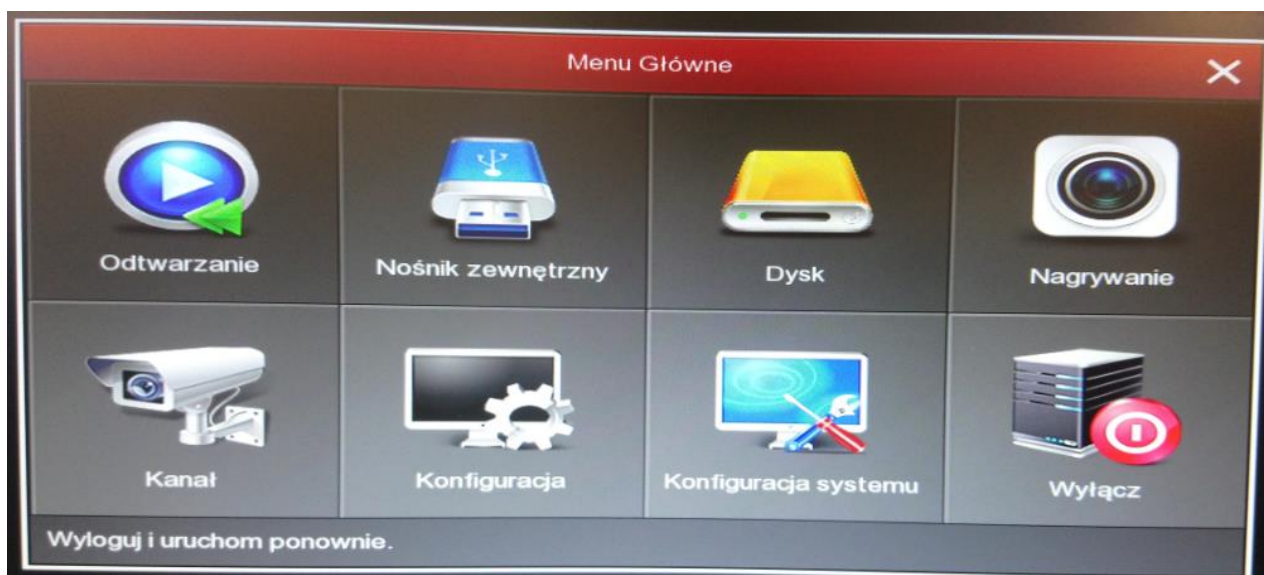 Menu Główne
Odtwarzanie
Nośnik zewnętrzny
Dysk
Nagrywanie
Kanał
Konfiguracja
Konfiguracja systemu
Wyłącz
Wyloguj i uruchom ponownie.